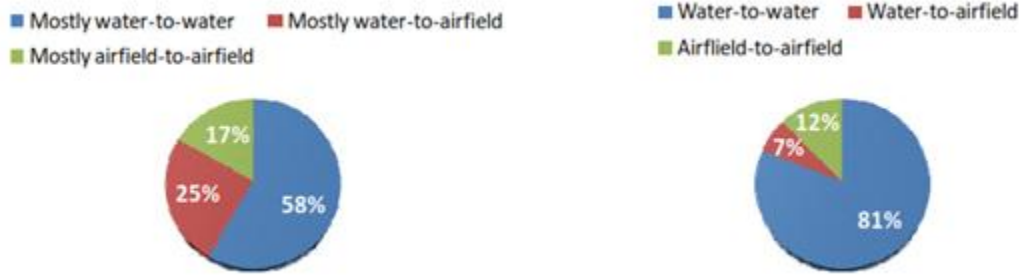 Mostly water-to-water Mostly water-to-airfield
Mostly airfield-to-airfield
17%
25%
58%
Water-to-water Water-to-airfield
Airflield-to-airfield
12%
7%
81%